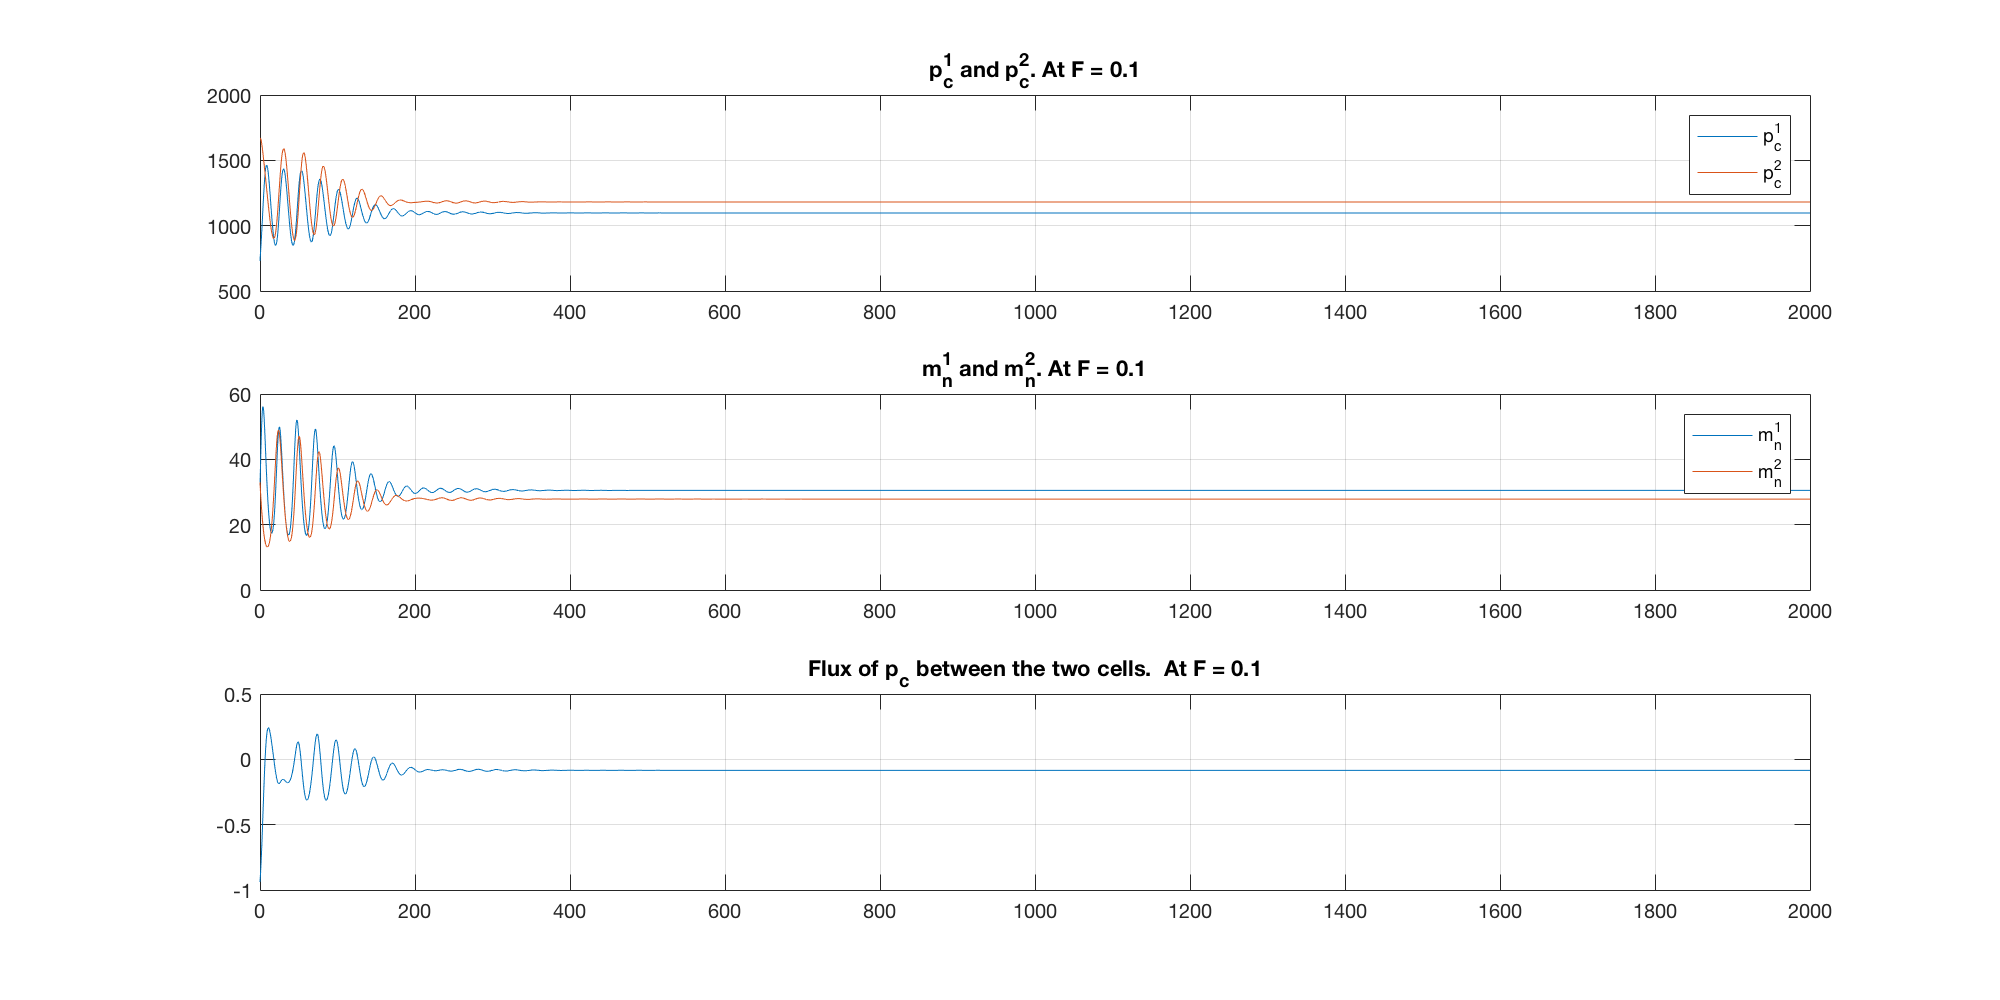 p_c^1 and p_c^2. At F = 0.1
2000
1500
1000
500
0 200 400 600 800 1000 1200 1400 1600 1800 2000
p_c^1
p_c^2
m_n^1 and m_n^2. At F = 0.1
60
40
20
0
0 200 400 600 800 1000 1200 1400 1600 1800 2000
m_n^1
m_n^2
Flux of p_c between the two cells. At F = 0.1
0.5
0
-0.5
-1
0 200 400 600 800 1000 1200 1400 1600 1800 2000